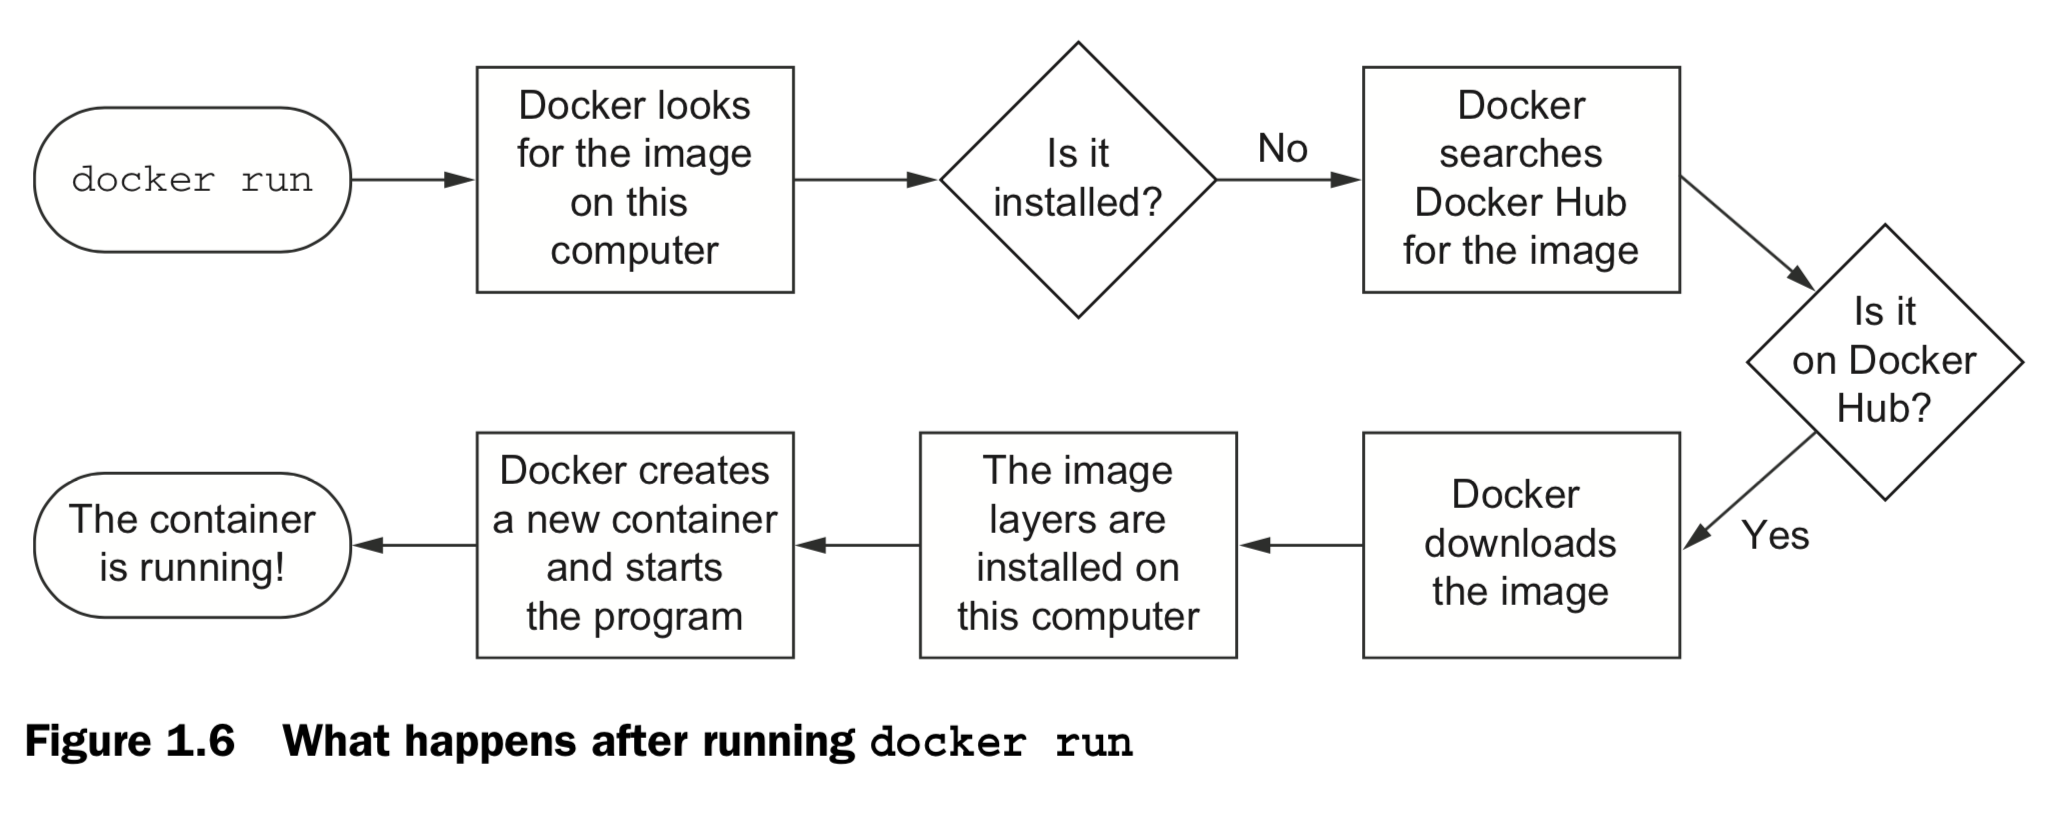 docker run
Docker looks
for the image
on this
computer
Is it
installed?
No
Docker
searches
Docker Hub
for the image
Is it
on Docker
Hub?
Yes
Docker
downloads
the image
The image
layers are
installed on
this computer
Docker creates
a new container
and starts
the program
The container
is running!
Figure 1.6 What happens after running docker run